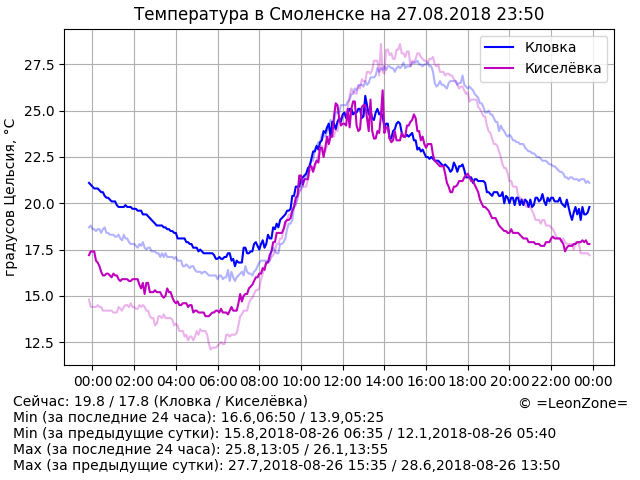 Температура в Смоленске на 27.08.2018 23:50
Кловка
Киселёвка
градусов Цельсия, °C
27.5
25.0
22.5
20.0
17.5
15.0
12.5
00:00 02:00 04:00 06:00 08:00 10:00 12:00 14:00 16:00 18:00 20:00 22:00 00:00
Сейчас: 19.8 / 17.8 (Кловка / Киселёвка)
© =LeonZone=
Min (за последние 24 часа): 16.6,06:50 / 13.9,05:25
Min (за предыдущие сутки): 15.8,2018-08-26 06:35 / 12.1,2018-08-26 05:40
Max (за последние 24 часа): 25.8,13:05 / 26.1,13:55
Max (за предыдущие сутки): 27.7,2018-08-26 15:35 / 28.6,2018-08-26 13:50